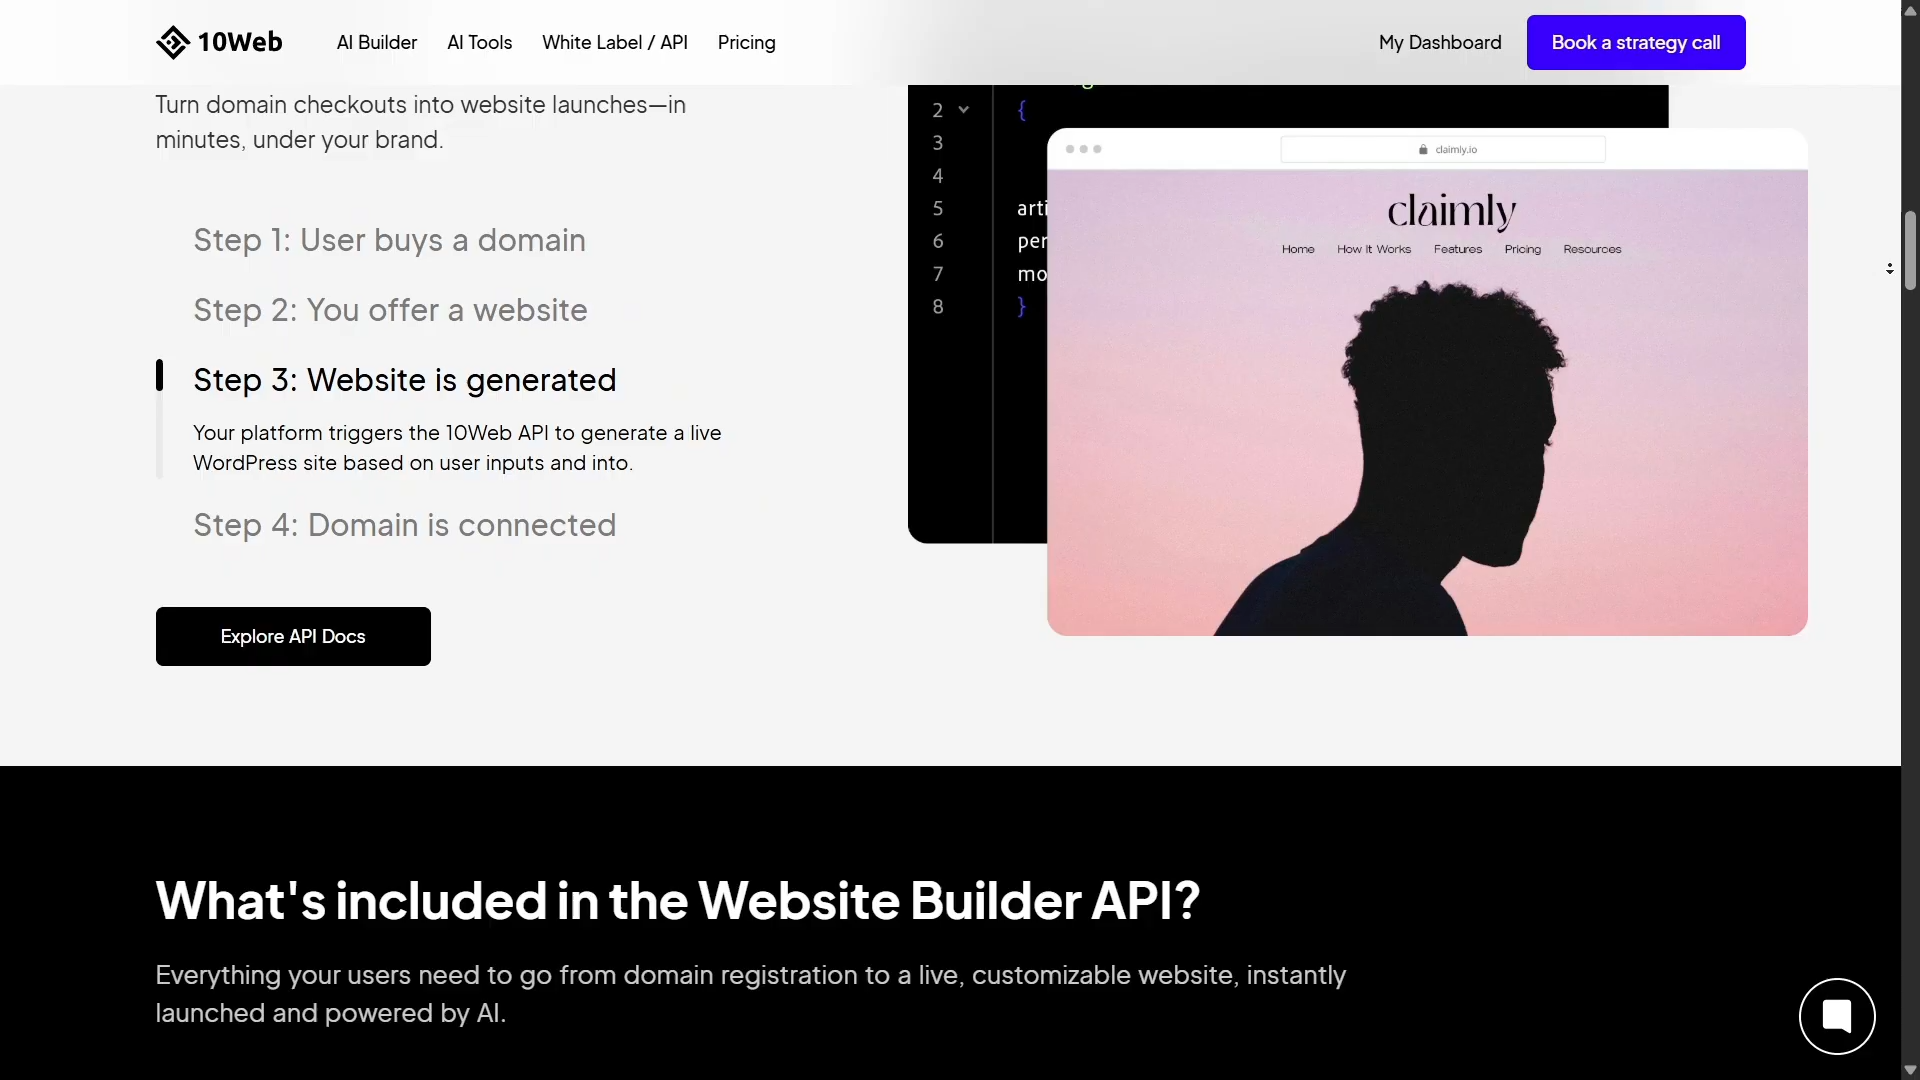 10Web
AI Builder
AI Tools
White Label / API
Pricing
My Dashboard
Book a strategy call
Turn domain checkouts into website launches—in
minutes, under your brand.
Step 1: User buys a domain
Step 2: You offer a website
Step 3: Website is generated
Your platform triggers the 10Web API to generate a live
WordPress site based on user inputs and into.
Step 4: Domain is connected
Explore API Docs
2 {
3
4
5 arti
6 per
7 mo
8 }
claimly.io
claimly
Home
How It Works
Features
Pricing
Resources
What's included in the Website Builder API?
Everything your users need to go from domain registration to a live, customizable website, instantly
launched and powered by AI.